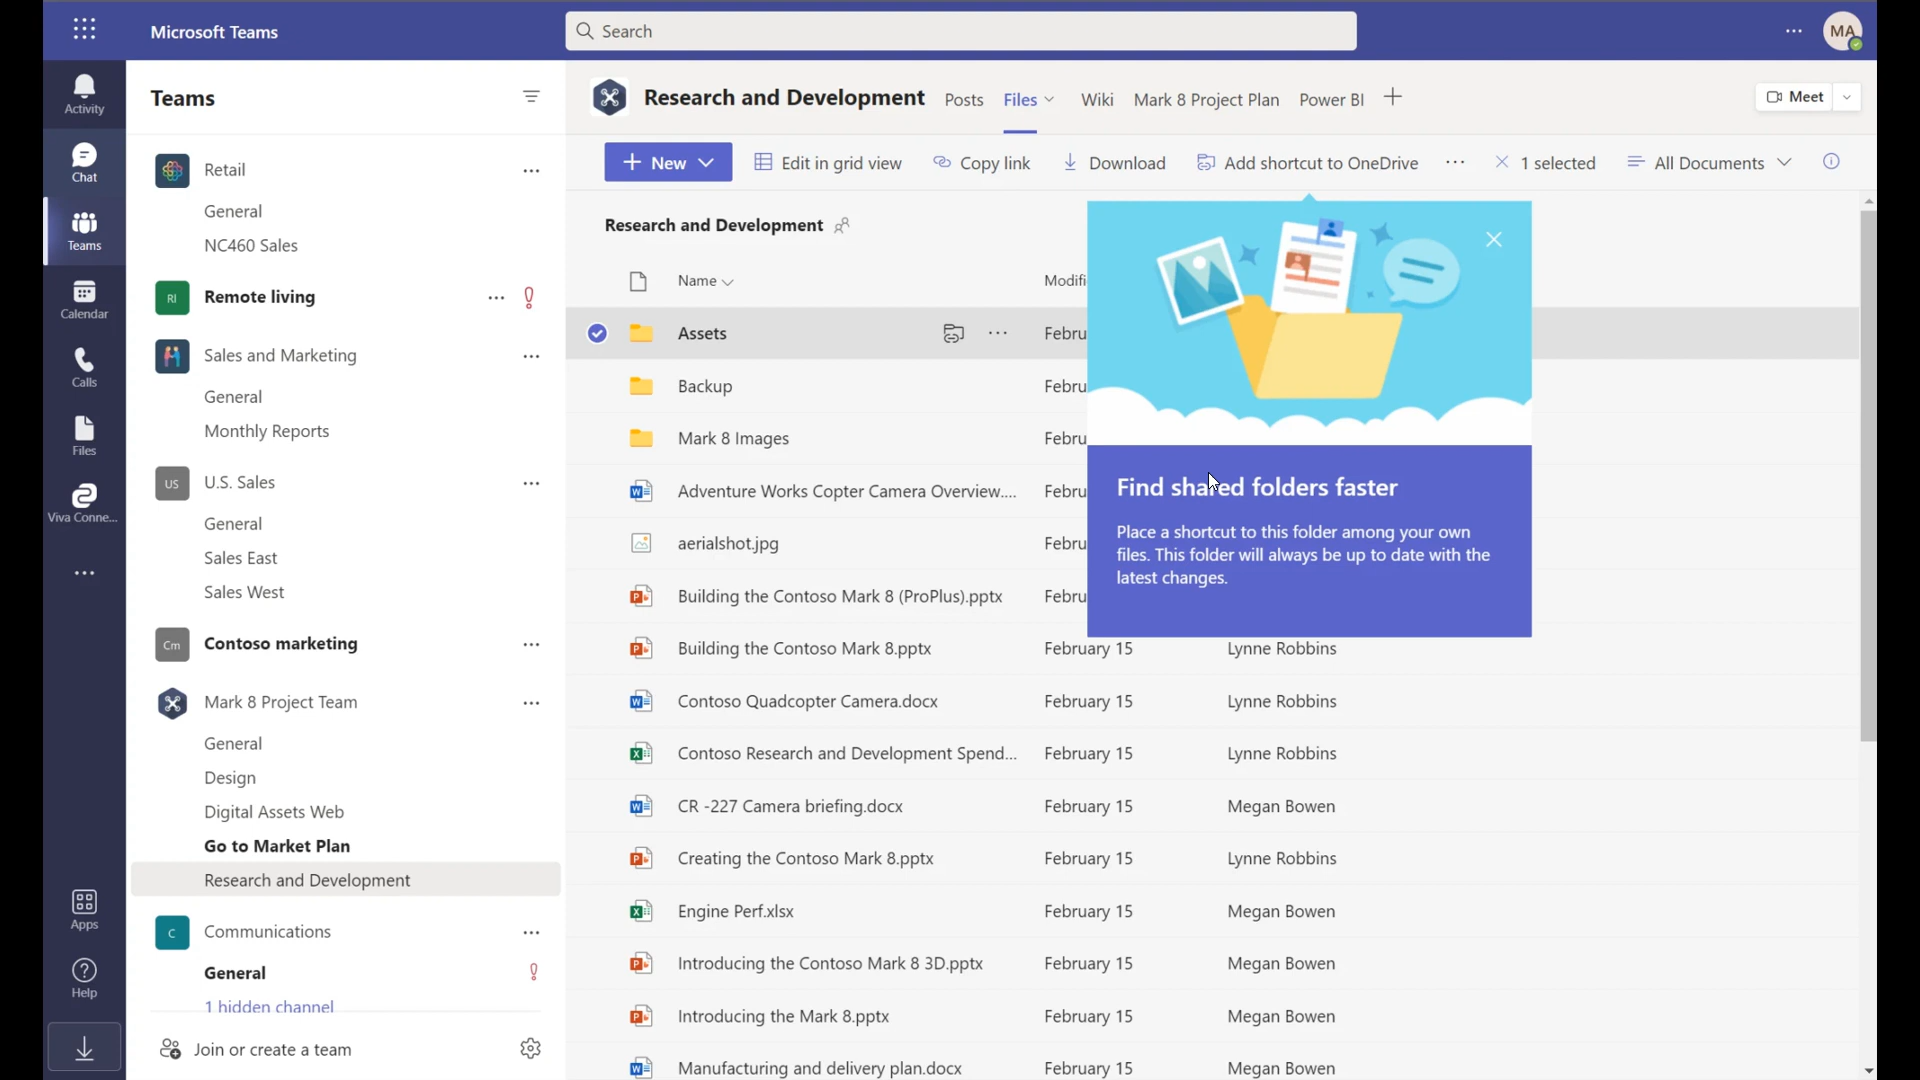 Microsoft Teams
Search
MA
Activity
Chat
Teams
Calendar
Calls
Files
Viva Conne...
Apps
Help
Teams
Retail
General
NC460 Sales
RI Remote living
Sales and Marketing
General
Monthly Reports
US U.S. Sales
General
Sales East
Sales West
Cm Contoso marketing
Mark 8 Project Team
General
Design
Digital Assets Web
Go to Market Plan
Research and Development
C Communications
General
1 hidden channel
Join or create a team
Research and Development Posts Files Wiki Mark 8 Project Plan Power BI
Meet
New Edit in grid view Copy link Download Add shortcut to OneDrive ... 1 selected All Documents
Research and Development
Name Modifi
Assets Febru
Backup Febru
Mark 8 Images Febru
Adventure Works Copter Camera Overview.... Febru
aerialshot.jpg Febru
Building the Contoso Mark 8 (ProPlus).pptx Febru
Building the Contoso Mark 8.pptx February 15 Lynne Robbins
Contoso Quadcopter Camera.docx February 15 Lynne Robbins
Contoso Research and Development Spend... February 15 Lynne Robbins
CR -227 Camera briefing.docx February 15 Megan Bowen
Creating the Contoso Mark 8.pptx February 15 Lynne Robbins
Engine Perf.xlsx February 15 Megan Bowen
Introducing the Contoso Mark 8 3D.pptx February 15 Megan Bowen
Introducing the Mark 8.pptx February 15 Megan Bowen
Manufacturing and delivery plan.docx February 15 Megan Bowen
Find shared folders faster
Place a shortcut to this folder among your own
files. This folder will always be up to date with the
latest changes.